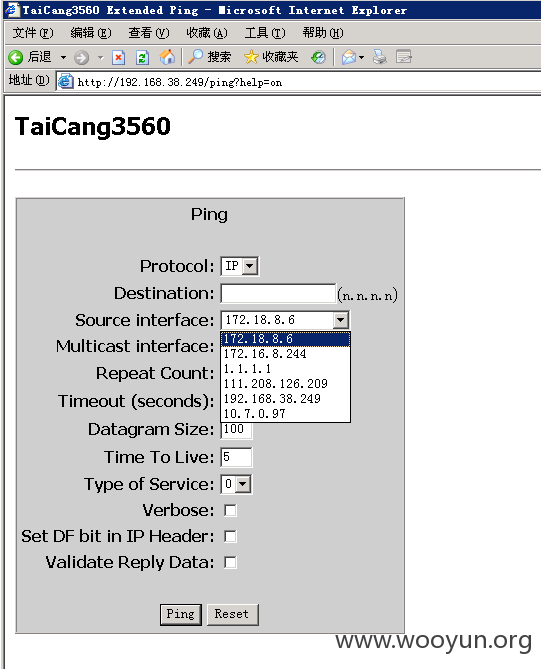 TaiCang3560 Extended Ping - Microsoft Internet Explorer
文件(F) 编辑(E) 查看(V) 收藏(A) 工具(T) 帮助(H)
后退 搜索 收藏夹
地址(D) http://192.168.38.249/ping?help=on
TaiCang3560
Ping
Protocol: IP
Destination: (n.n.n.n)
Source interface: 172.18.8.6
172.18.8.6
Multicast interface: 172.16.8.244
1.1.1.1
Repeat Count: 111.208.126.209
Timeout (seconds): 192.168.38.249
10.7.0.97
Datagram Size: 100
Time To Live: 5
Type of Service: 0
Verbose:
Set DF bit in IP Header:
Validate Reply Data:
Ping Reset
www.wooyun.org